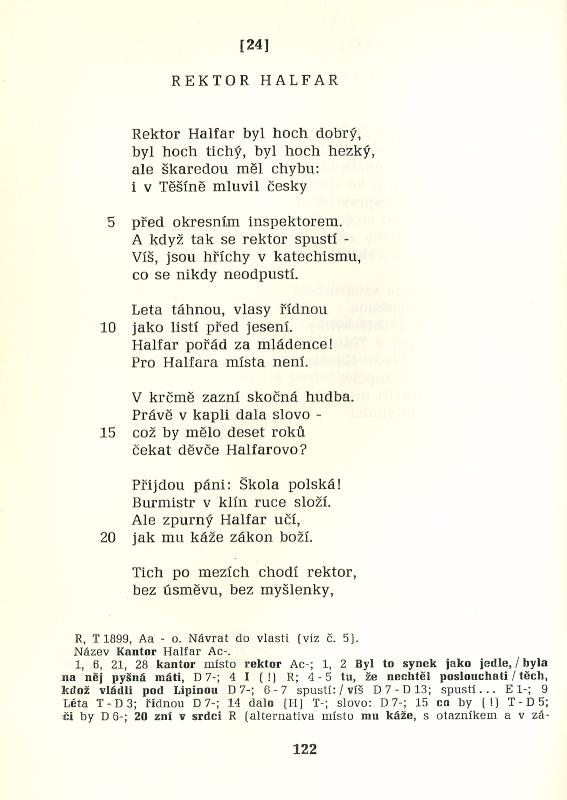 [24]
REKTOR HALFAR
Rektor Halfar byl hoch dobrý,
byl hoch tichý, byl hoch hezký,
ale škaredou měl chybu:
i v Těšíně mluvil česky
5 před okresním inspektorem.
A když tak se rektor spustí -
Víš, jsou hříchy v katechismu,
co se nikdy neodpustí.
Leta táhnou, vlasy řídnou
10 jako listí před jesení.
Halfar pořád za mládence!
Pro Halfara místa není.
V krčmě zazní skočná hudba.
Právě v kapli dala slovo -
15 což by mělo deset roků
čekat děvče Halfarovo?
Přijdou páni: Škola polská!
Burmistr v klín ruce složí.
Ale zpurný Halfar učí,
20 jak mu káže zákon boží.
Tich po mezích chodí rektor,
bez úsměvu, bez myšlenky,
R, T 1899, Aa - o. Návrat do vlasti (viz č. 5).
Název Kantor Halfar Ac-.
1, 6, 21, 28 kantor místo rektor Ac-; 1, 2 Byl to synek jako jedle, / byla
na něj pyšná máti, D 7-; 4 I (!) R; 4-5 tu, že nechtěl poslouchati / těch,
kdož vládli pod Lipinou D 7-; 6-7 spustí: / víš D 7 - D 13; spustí... E 1-; 9
Léta T - D 3; řídnou D 7-; 14 dalo (H) T-; slovo: D 7-; 15 co by (!) T - D 5;
či by D 6-; 20 zní v srdci R (alternativa místo mu káže, s otazníkem a v zá-
122